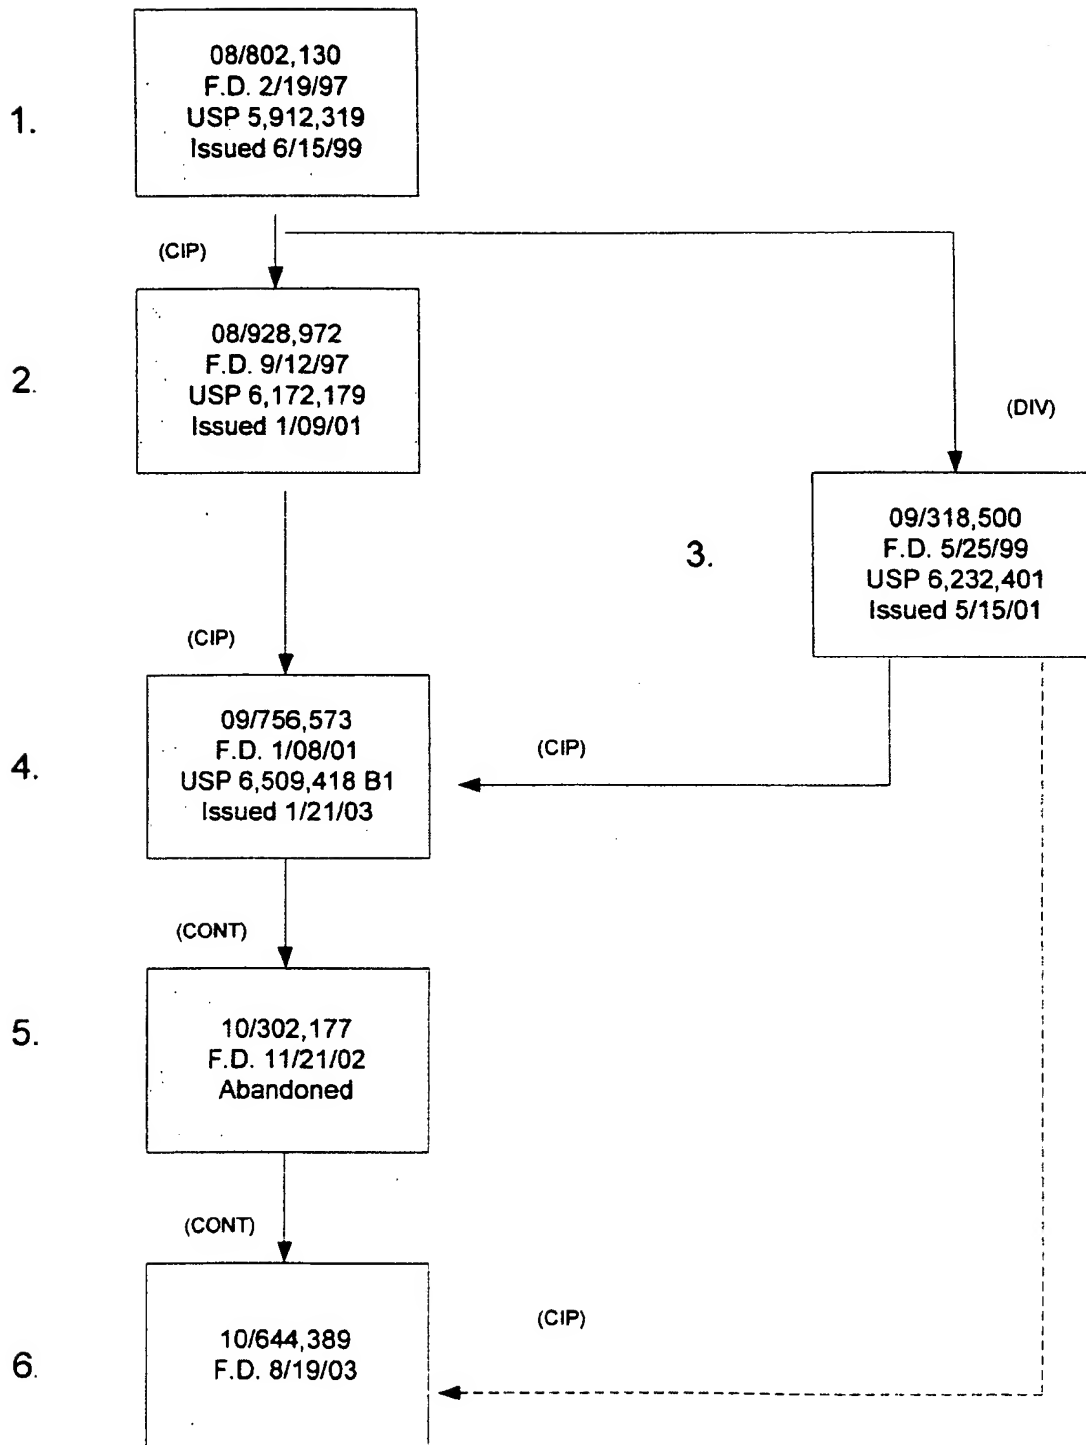 1.
08/802,130
F.D. 2/19/97
USP 5,912,319
Issued 6/15/99
(CIP)
2.
08/928,972
F.D. 9/12/97
USP 6,172,179
Issued 1/09/01
(DIV)
3.
09/318,500
F.D. 5/25/99
USP 6,232,401
Issued 5/15/01
(CIP)
4.
09/756,573
F.D. 1/08/01
USP 6,509,418 B1
Issued 1/21/03
(CIP)
(CONT)
5.
10/302,177
F.D. 11/21/02
Abandoned
(CONT)
6.
10/644,389
F.D. 8/19/03
(CIP)